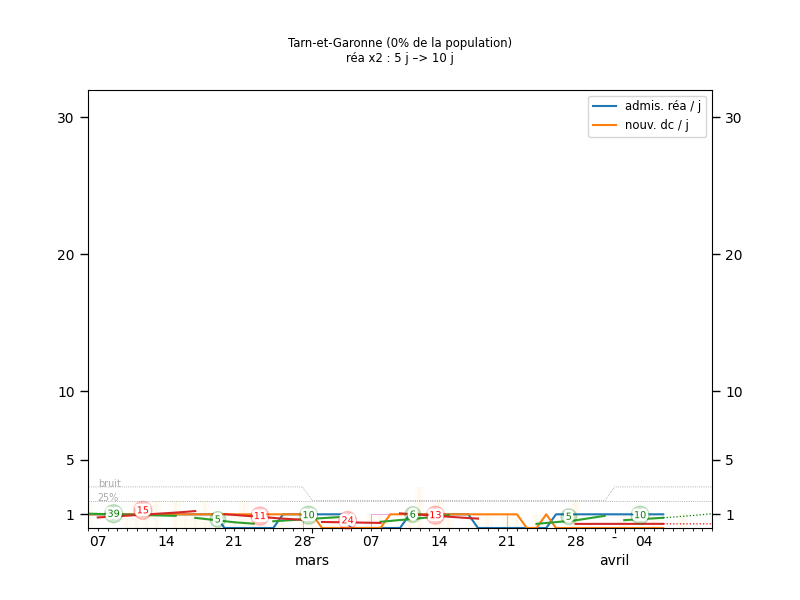 Tarn-et-Garonne (0% de la population)
réa x2 : 5 j –> 10 j
admis. réa / j
nouv. dc / j
30 30
20 20
10 10
5 5
1 1
bruit
25%
39 15 5 11 10 24 6 13 5 10
07 14 21 28 07 14 21 28 04
mars avril